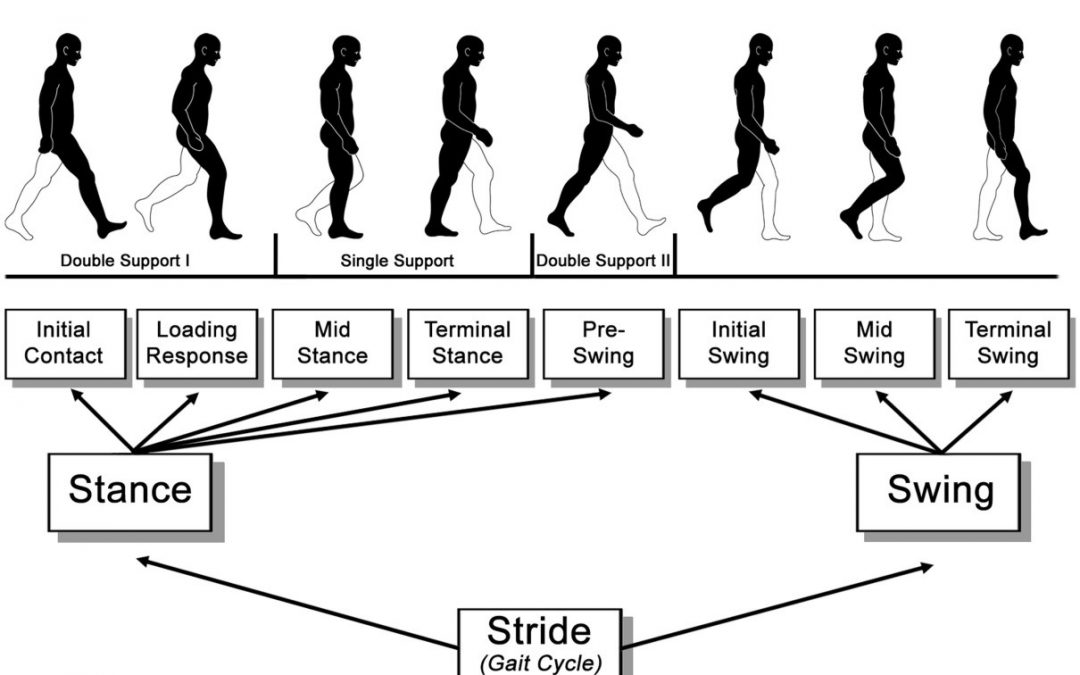 Double Support I
Single Support
Double Support II
Initial
Contact
Loading
Response
Mid
Stance
Terminal
Stance
Pre-
Swing
Initial
Swing
Mid
Swing
Terminal
Swing
Stance
Swing
Stride
(Gait Cycle)